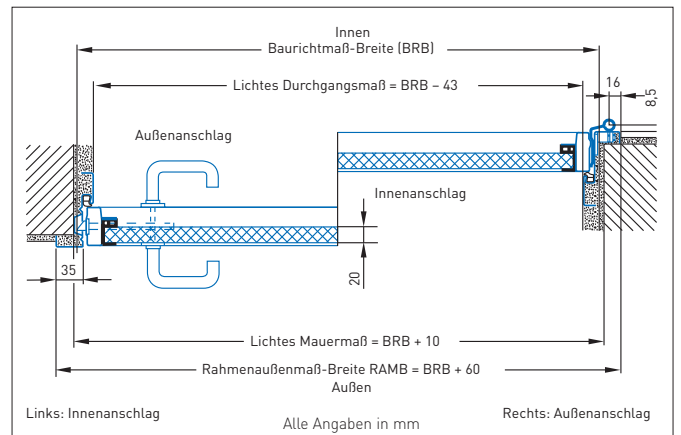 Innen
Baurichtmaß-Breite (BRB)
16
Lichtes Durchgangsmaß = BRB – 43
8,5
Außenanschlag
Innenanschlag
35
20
Lichtes Mauermaß = BRB + 10
Rahmenaußenmaß-Breite RAMB = BRB + 60
Außen
Links: Innenanschlag
Rechts: Außenanschlag
Alle Angaben in mm